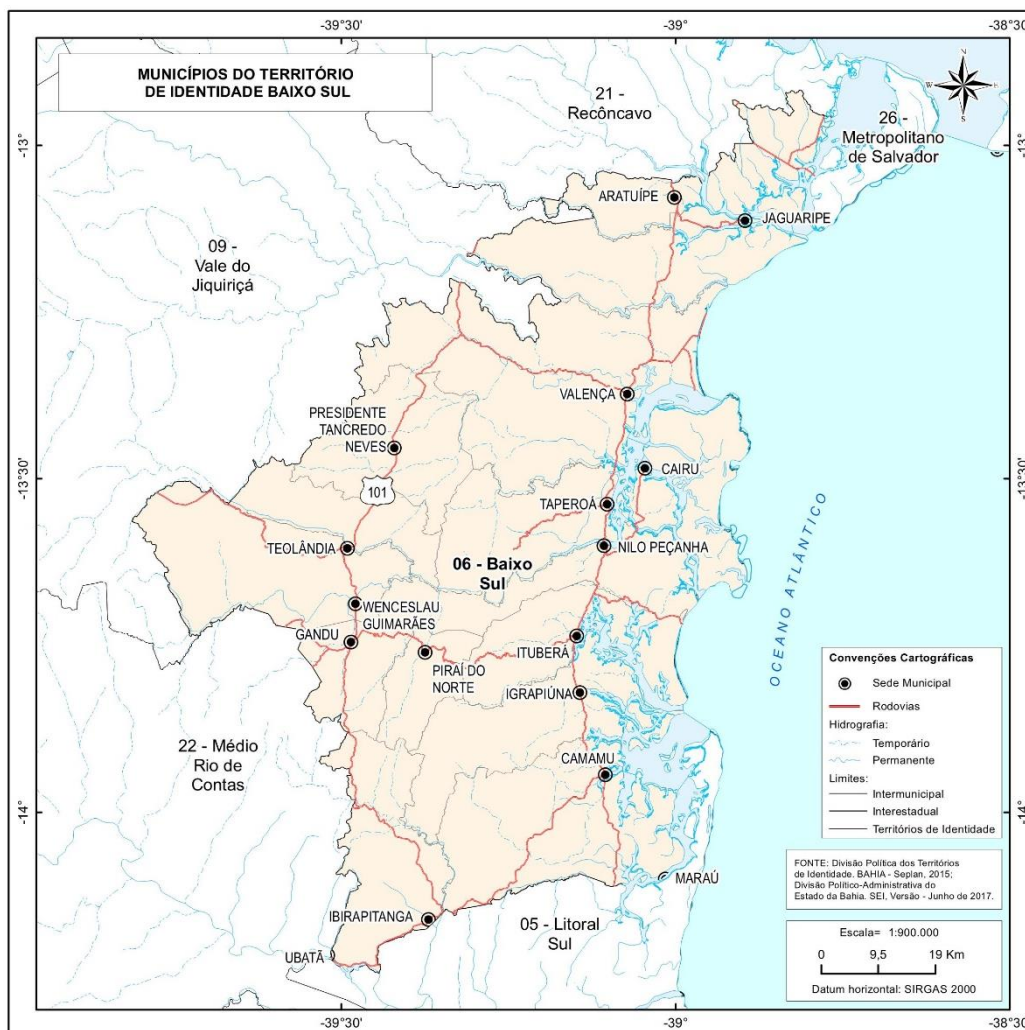 -39°30'
-39°
-38°30'
MUNICÍPIOS DO TERRITÓRIO
DE IDENTIDADE BAIXO SUL
N
W
E
S
21 -
Recôncavo
26 -
Metropolitano
de Salvador
-13°
-13°
ARATUÍPE
JAGUARIPE
09 -
Vale do
Jiquiriçá
VALENÇA
PRESIDENTE
TANCREDO
NEVES
CAIRU
-13°30'
-13°30'
101
TAPEROÁ
TEOLÂNDIA
NILO PEÇANHA
06 - Baixo
Sul
OCEANO ATLÂNTICO
WENCESLAU
GUIMARÃES
GANDU
ITUBERÁ
PIRAÍ DO
NORTE
IGRAPIÚNA
22 - Médio
Rio de
Contas
CAMAMU
-14°
-14°
MARAÚ
IBIRAPITANGA
05 - Litoral
Sul
UBATÃ
Convenções Cartográficas
Sede Municipal
Rodovias
Hidrografia:
Temporário
Permanente
Limites:
Intermunicipal
Interestadual
Territórios de Identidade
FONTE: Divisão Política dos Territórios
de Identidade. BAHIA - Seplan, 2015;
Divisão Político-Administrativa do
Estado da Bahia. SEI, Versão - Junho de 2017.
Escala= 1:900.000
0 9,5 19 Km
Datum horizontal: SIRGAS 2000
-39°30'
-39°
-38°30'